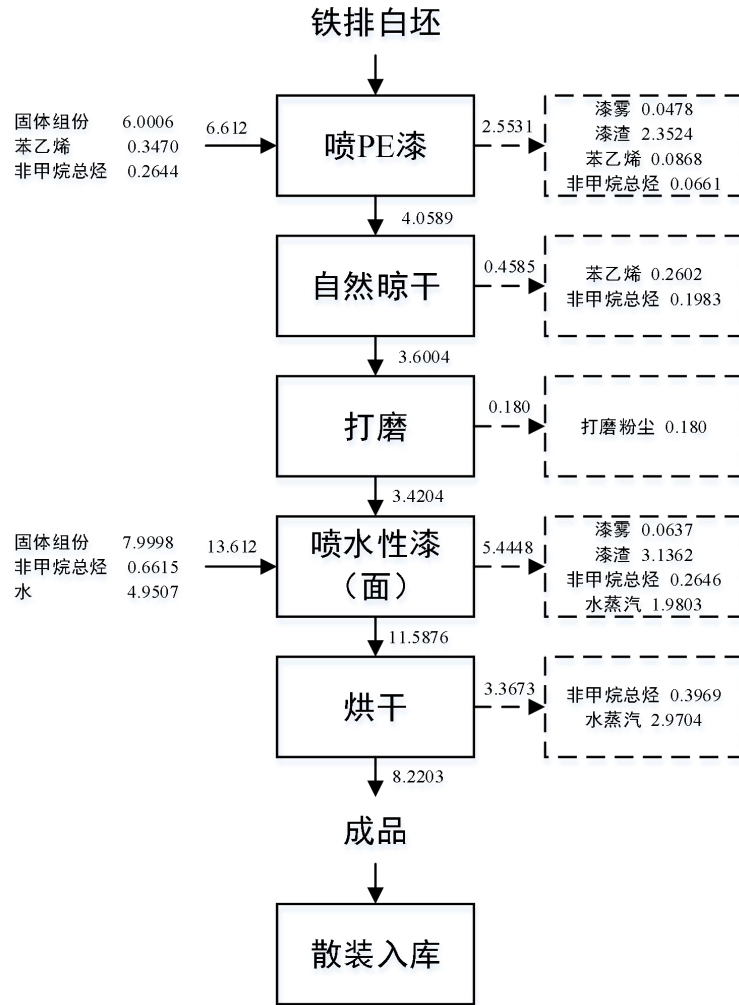 铁排白坯
固体组份 6.0006
苯乙烯 0.3470
非甲烷总烃 0.2644
6.612
喷PE漆
2.5531
漆雾 0.0478
漆渣 2.3524
苯乙烯 0.0868
非甲烷总烃 0.0661
4.0589
自然晾干
0.4585
苯乙烯 0.2602
非甲烷总烃 0.1983
3.6004
打磨
0.180
打磨粉尘 0.180
3.4204
固体组份 7.9998
非甲烷总烃 0.6615
水 4.9507
13.612
喷水性漆
（面）
5.4448
漆雾 0.0637
漆渣 3.1362
非甲烷总烃 0.2646
水蒸汽 1.9803
11.5876
烘干
3.3673
非甲烷总烃 0.3969
水蒸汽 2.9704
8.2203
成品
散装入库